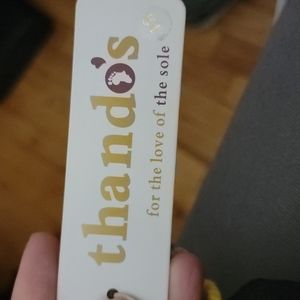 thandos
for the love of the sole